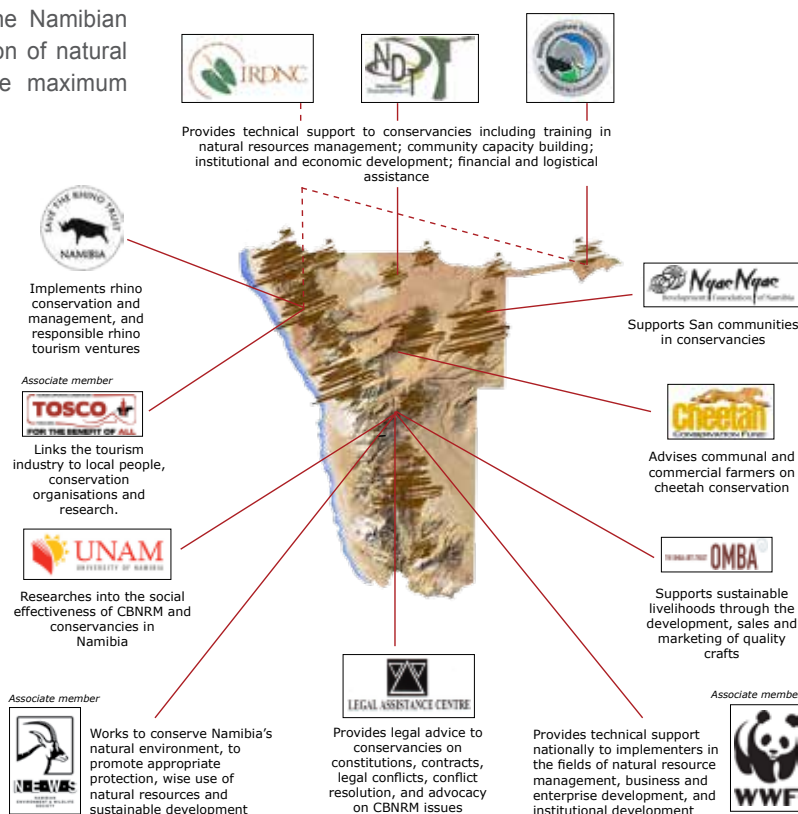 ne Namibian
on of natural
e maximum
IRDNC
NDT
Provides technical support to conservancies including training in
natural resources management; community capacity building;
institutional and economic development; financial and logistical
assistance
SAVE THE RHINO TRUST
NAMIBIA
Implements rhino
conservation and
management, and
responsible rhino
tourism ventures
Nyae Nyae
Development Foundation of Namibia
Supports San communities
in conservancies
Associate member
TOSCO
FOR THE BENEFIT OF ALL
Links the tourism
industry to local people,
conservation
organisations and
research.
Cheetah
CONSERVATION FUND
Advises communal and
commercial farmers on
cheetah conservation
UNAM
UNIVERSITY OF NAMIBIA
Researches into the social
effectiveness of CBNRM and
conservancies in
Namibia
OMBA
Supports sustainable
livelihoods through the
development, sales and
marketing of quality
crafts
Associate member
N·E·W·S
NAMIBIAN
ENVIRONMENT & WILDLIFE
SOCIETY
Works to conserve Namibia's
natural environment, to
promote appropriate
protection, wise use of
natural resources and
sustainable development
LEGAL ASSISTANCE CENTRE
Provides legal advice to
conservancies on
constitutions, contracts,
legal conflicts, conflict
resolution, and advocacy
on CBNRM issues
Provides technical support
nationally to implementers in
the fields of natural resource
management, business and
enterprise development, and
institutional development
Associate membe
WWF